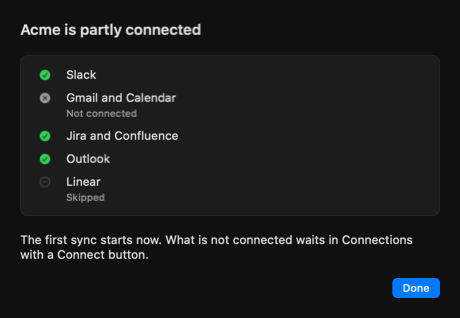 Acme is partly connected
Slack
Gmail and Calendar
Not connected
Jira and Confluence
Outlook
Linear
Skipped
The first sync starts now. What is not connected waits in Connections
with a Connect button.
Done